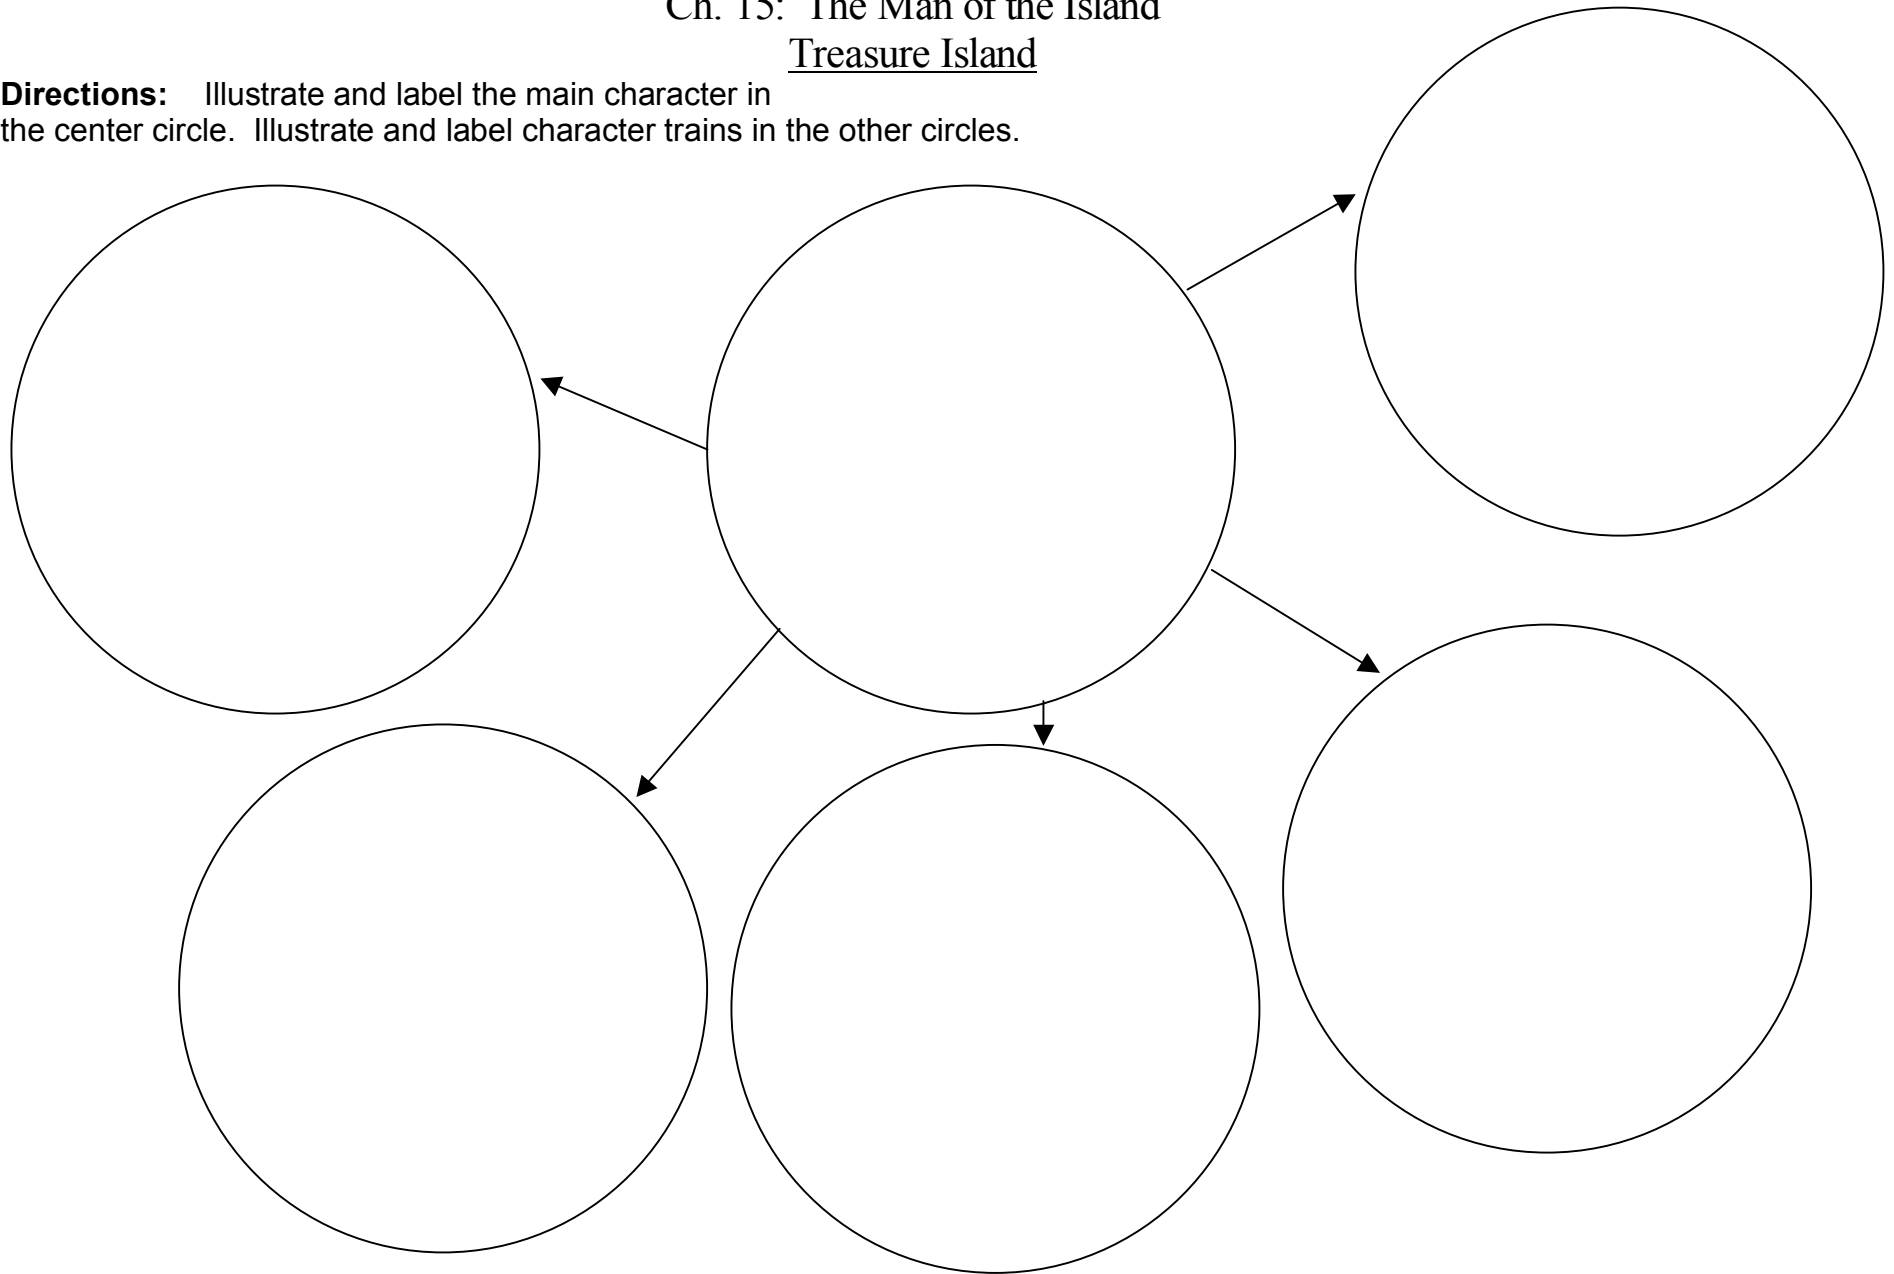 Ch. 15:  The Man of the Island
Treasure Island
Directions:    Illustrate and label the main character in
the center circle.  Illustrate and label character trains in the other circles.